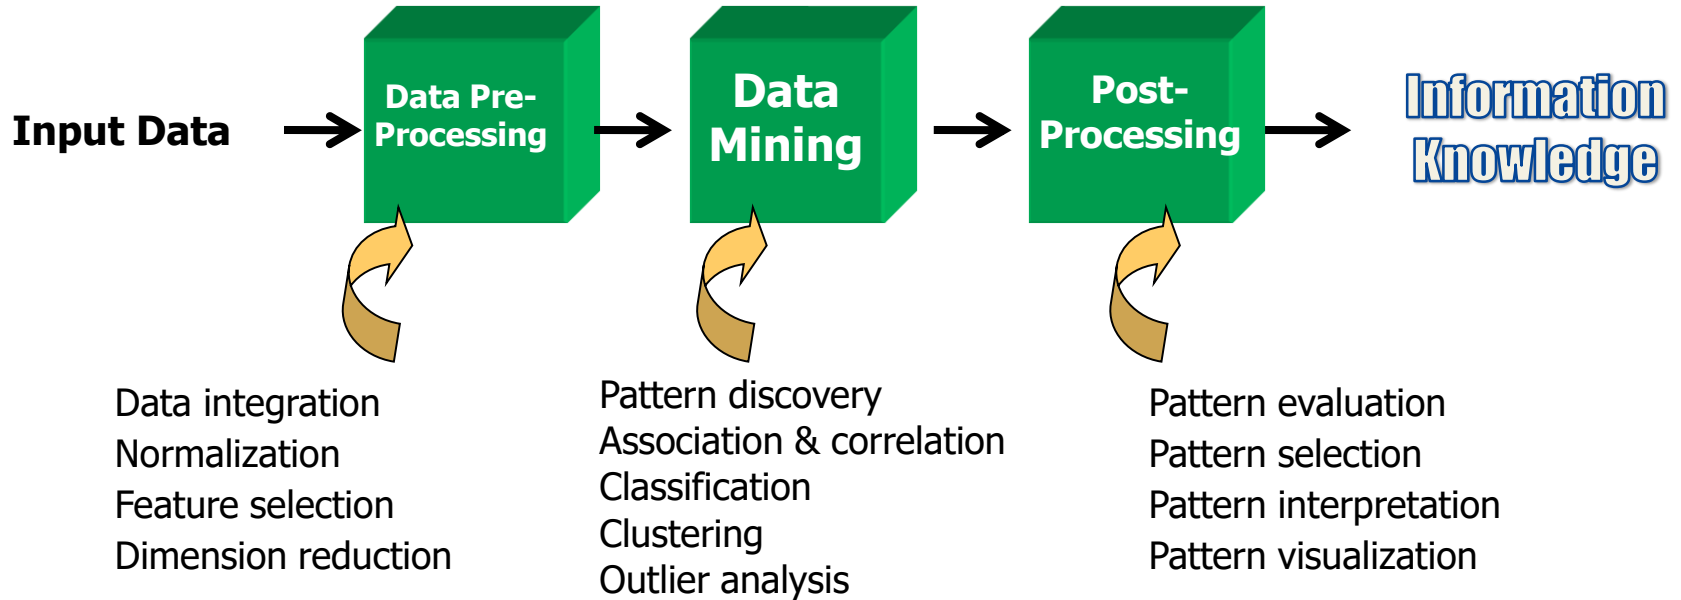 Input Data
Data Pre-
Processing
Data
Mining
Post-
Processing
Information
Knowledge
Data integration
Normalization
Feature selection
Dimension reduction
Pattern discovery
Association & correlation
Classification
Clustering
Outlier analysis
Pattern evaluation
Pattern selection
Pattern interpretation
Pattern visualization